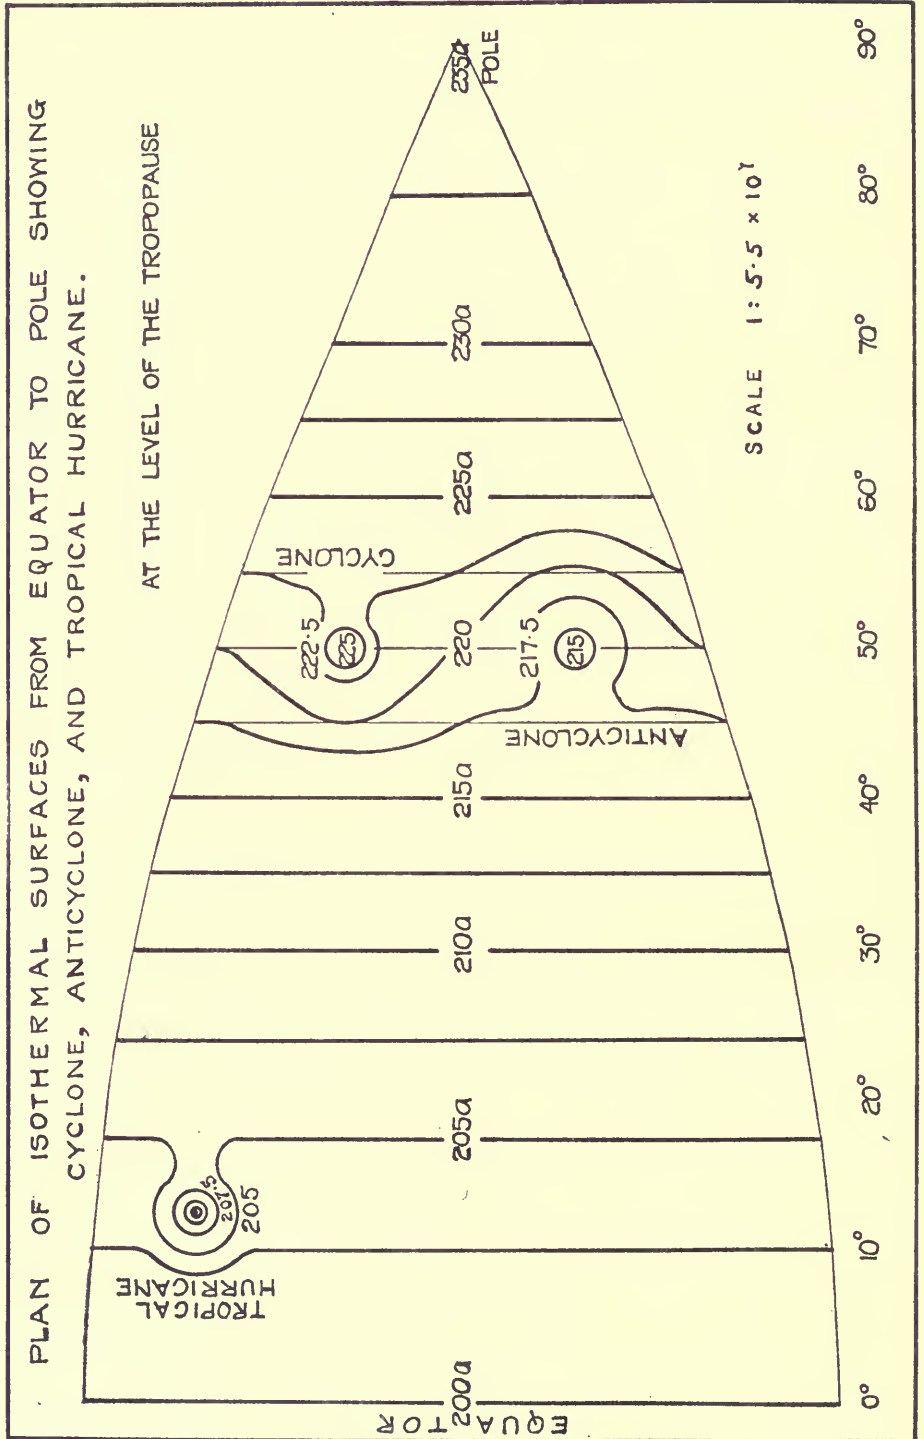 PLAN OF ISOTHERMAL SURFACES FROM EQUATOR TO POLE SHOWING
CYCLONE, ANTICYCLONE, AND TROPICAL HURRICANE.
AT THE LEVEL OF THE TROPOPAUSE
TROPICAL
HURRICANE
207.5
205
CYCLONE
222·5
225
220
217·5
215
ANTICYCLONE
EQUATOR
200a
205a
210a
215a
225a
230a
235a
POLE
SCALE 1:5·5 × 10⁷
0° 10° 20° 30° 40° 50° 60° 70° 80° 90°